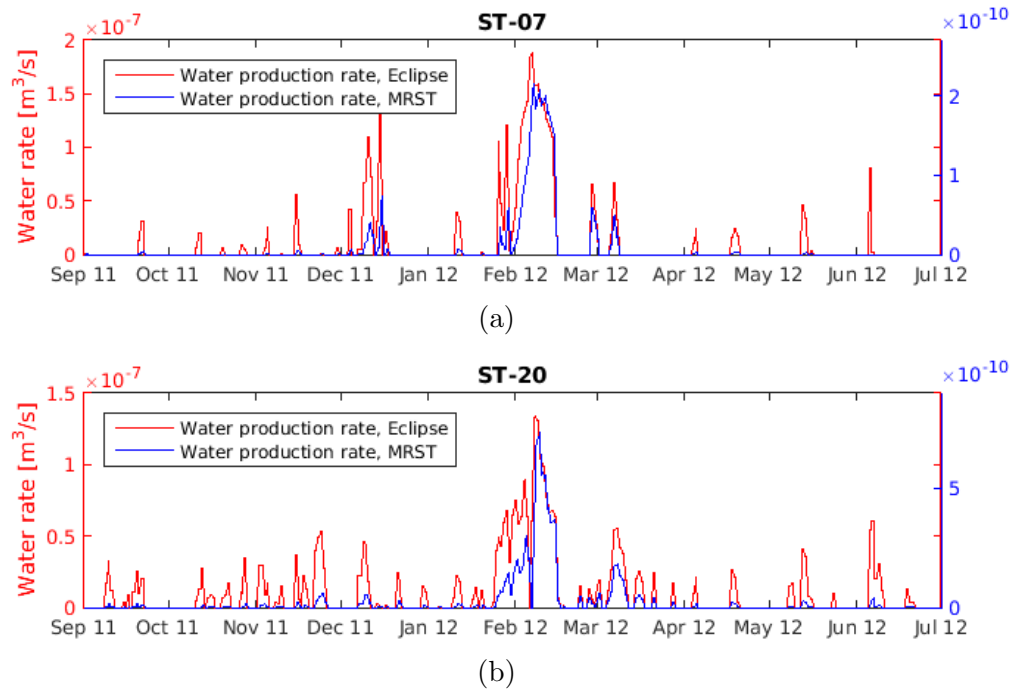 ST-07
×10⁻⁷
×10⁻¹⁰
2
1.5
1
0.5
0
Water rate [m³/s]
Water production rate, Eclipse
Water production rate, MRST
2
1
0
Sep 11 Oct 11 Nov 11 Dec 11 Jan 12 Feb 12 Mar 12 Apr 12 May 12 Jun 12 Jul 12
(a)
ST-20
×10⁻⁷
×10⁻¹⁰
1.5
1
0.5
0
Water rate [m³/s]
Water production rate, Eclipse
Water production rate, MRST
5
0
Sep 11 Oct 11 Nov 11 Dec 11 Jan 12 Feb 12 Mar 12 Apr 12 May 12 Jun 12 Jul 12
(b)